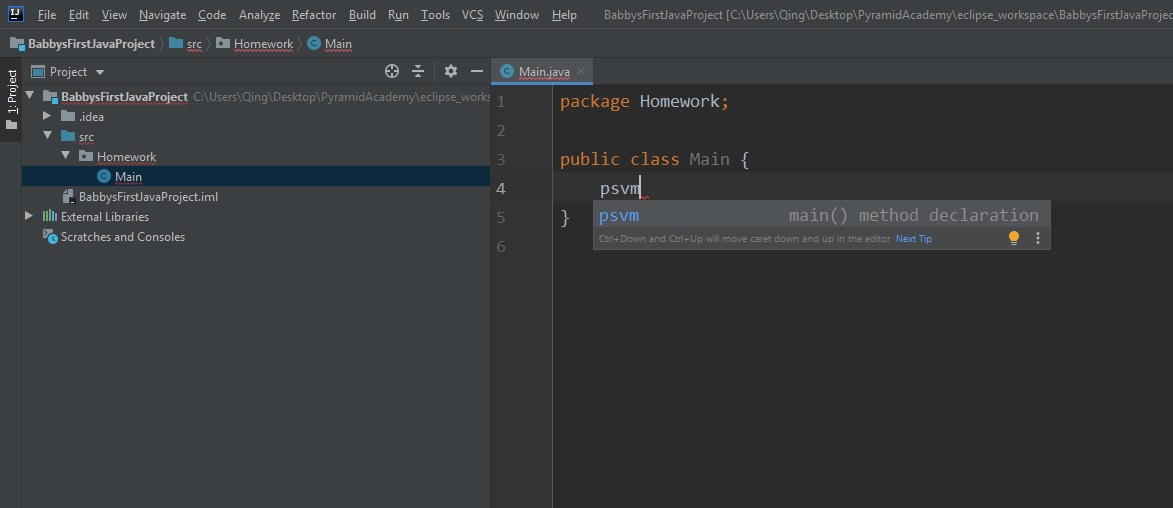 IJ File Edit View Navigate Code Analyze Refactor Build Run Tools VCS Window Help BabbysFirstJavaProject [C:\Users\Qing\Desktop\PyramidAcademy\eclipse_workspace\BabbysFirstJavaProjec
BabbysFirstJavaProject src Homework Main
1: Project
Project
BabbysFirstJavaProject C:\Users\Qing\Desktop\PyramidAcademy\eclipse_works
.idea
src
Homework
C Main
BabbysFirstJavaProject.iml
External Libraries
Scratches and Consoles
C Main.java
1 package Homework;
2
3 public class Main {
4 psvm
psvm main() method declaration
Ctrl+Down and Ctrl+Up will move caret down and up in the editor Next Tip
5 }
6